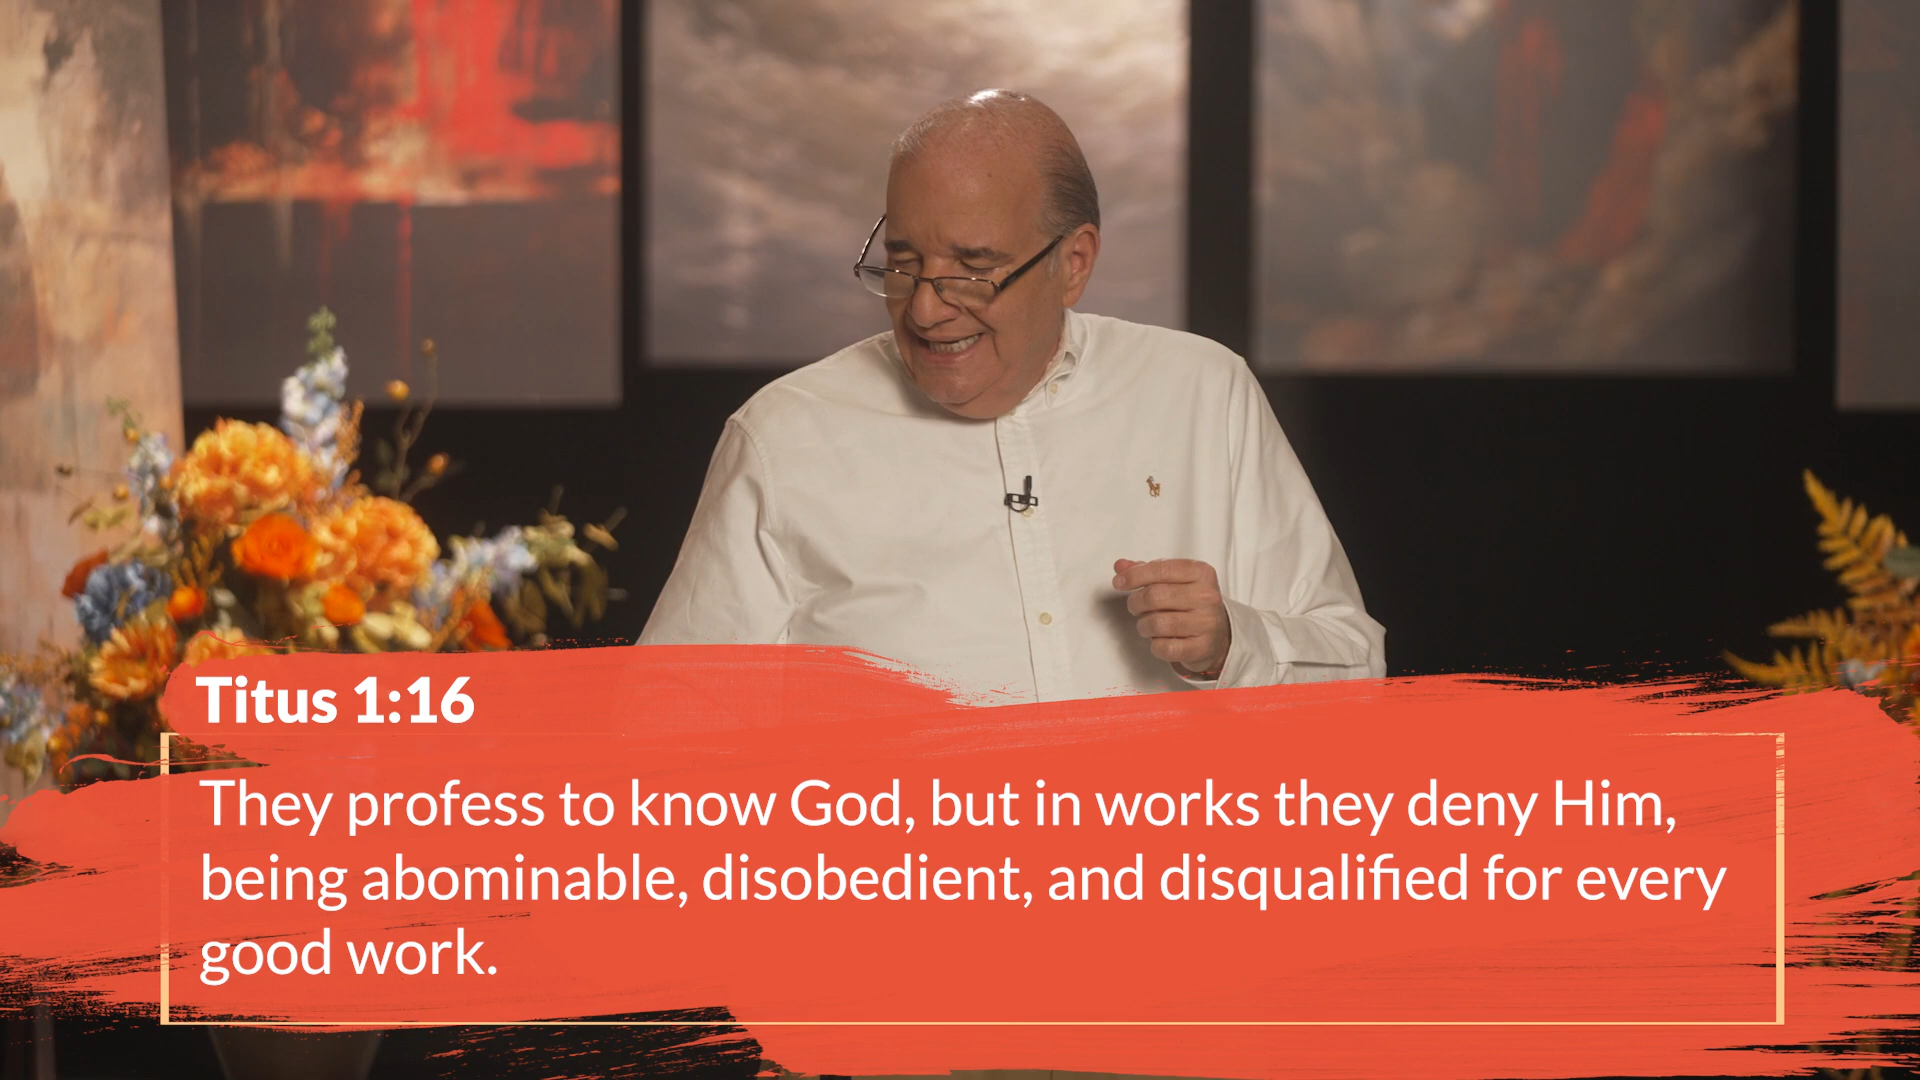 Titus 1:16
They profess to know God, but in works they deny Him,
being abominable, disobedient, and disqualified for every
good work.